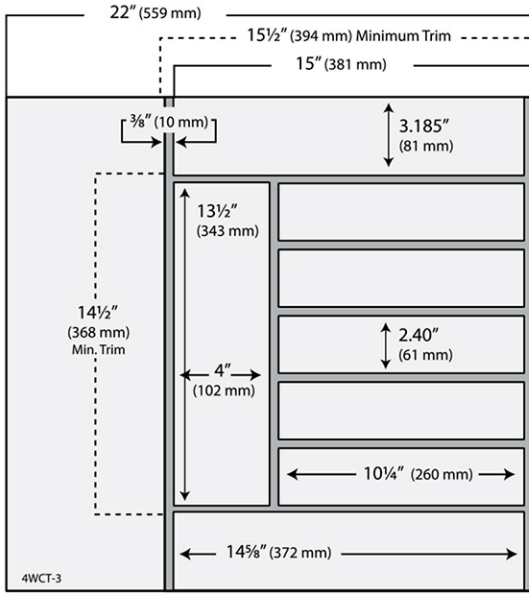 22" (559 mm)
15½" (394 mm) Minimum Trim
15" (381 mm)
⅜" (10 mm)
3.185"
(81 mm)
13½"
(343 mm)
14½"
(368 mm)
Min. Trim
2.40"
(61 mm)
4"
(102 mm)
10¼" (260 mm)
14⅝" (372 mm)
4WCT-3